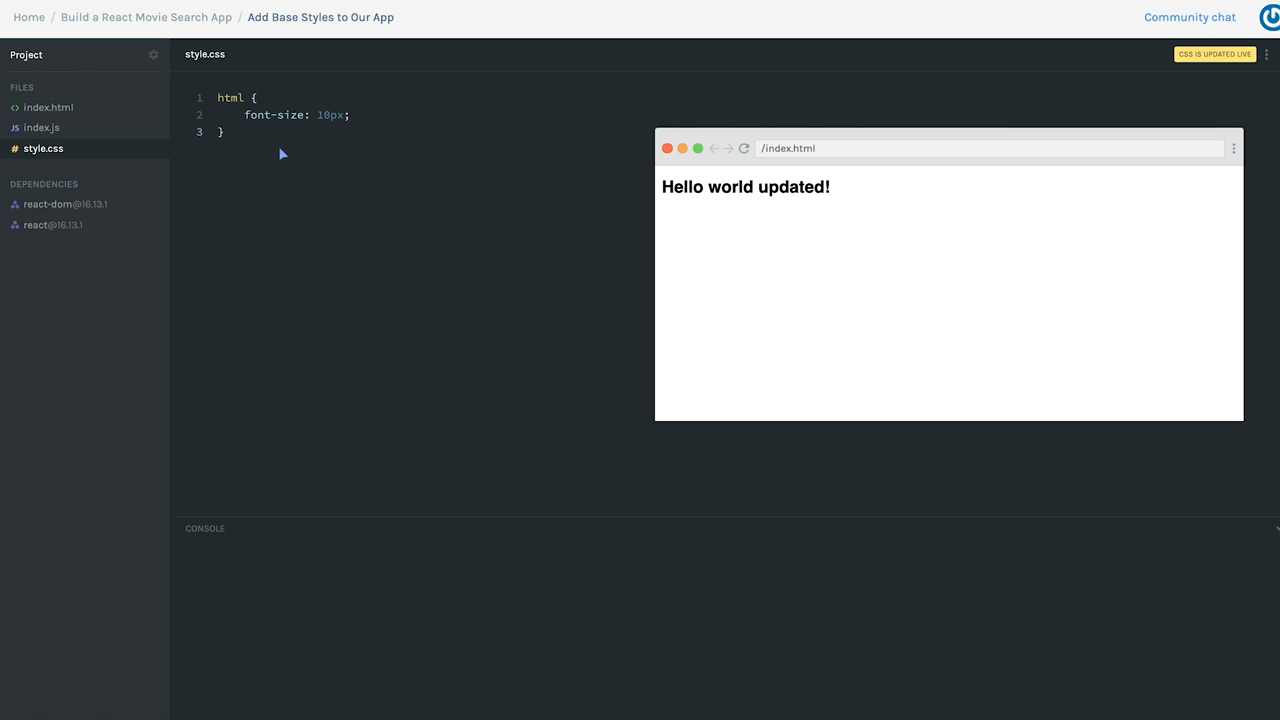 Home / Build a React Movie Search App / Add Base Styles to Our App
Community chat
Project
style.css
CSS IS UPDATED LIVE
FILES
index.html
JS index.js
# style.css
DEPENDENCIES
react-dom@16.13.1
react@16.13.1
1 html {
2 font-size: 10px;
3 }
/index.html
Hello world updated!
CONSOLE